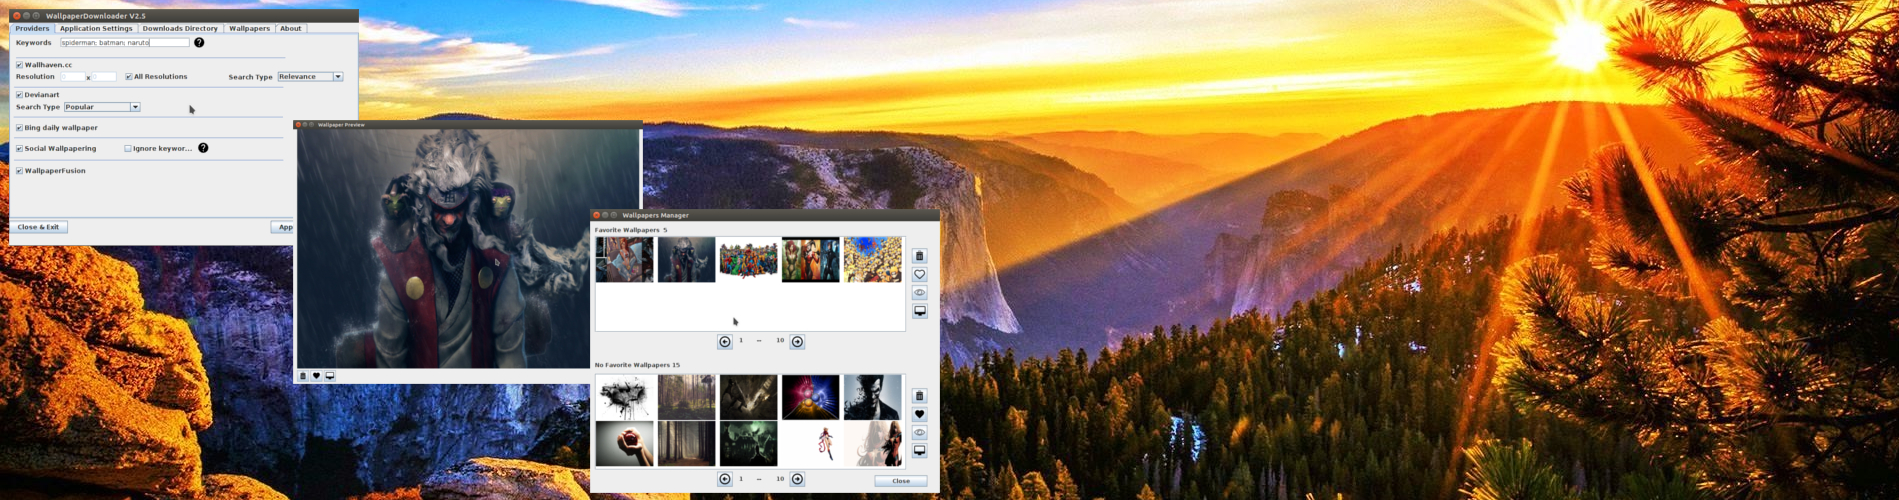 WallpaperDownloader V2.5
Providers Application Settings Downloads Directory Wallpapers About
Keywords spiderman; batman; naruto
Wallhaven.cc
Resolution x All Resolutions Search Type Relevance
Devianart
Search Type Popular
Bing daily wallpaper
Social Wallpapering Ignore keywor...
WallpaperFusion
Close & Exit App
Wallpaper Preview
Wallpapers Manager
Favorite Wallpapers 5
1 -- 10
No Favorite Wallpapers 15
1 -- 10
Close